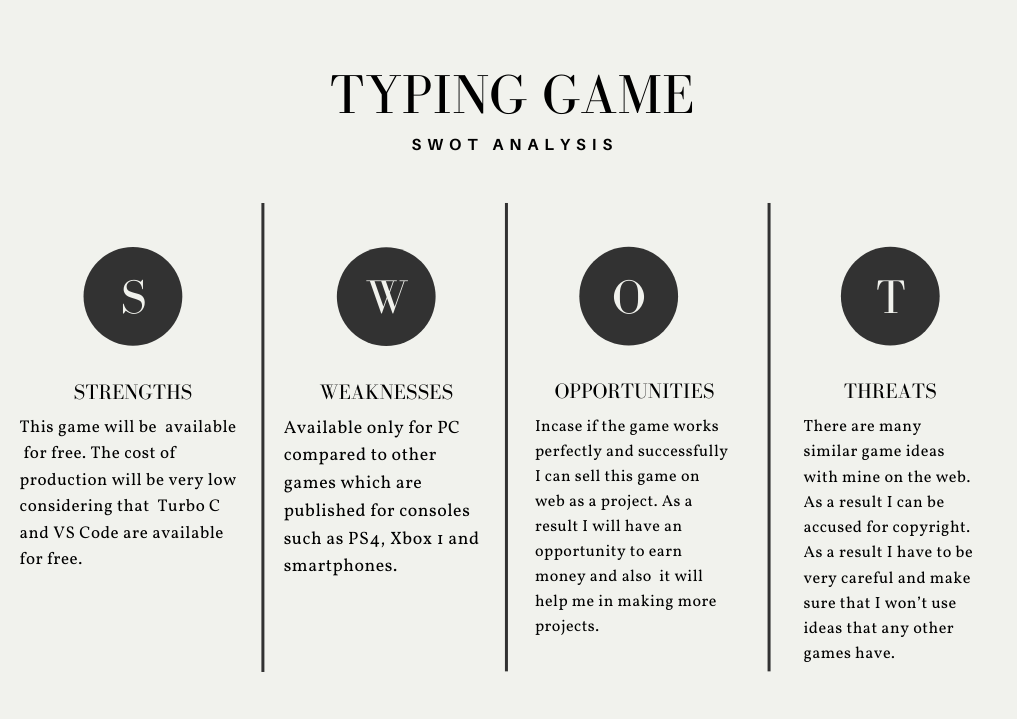 TYPING GAME
SWOT ANALYSIS
S
STRENGTHS
This game will be  available
for free. The cost of
production will be very low
considering that  Turbo C
and VS Code are available
for free.
W
WEAKNESSES
Available only for PC
compared to other
games which are
published for consoles
such as PS4, Xbox 1 and
smartphones.
O
OPPORTUNITIES
Incase if the game works
perfectly and successfully
I can sell this game on
web as a project. As a
result I will have an
opportunity to earn
money and also  it will
help me in making more
projects.
T
THREATS
There are many
similar game ideas
with mine on the web.
As a result I can be
accused for copyright.
As a result I have to be
very careful and make
sure that I won't use
ideas that any other
games have.